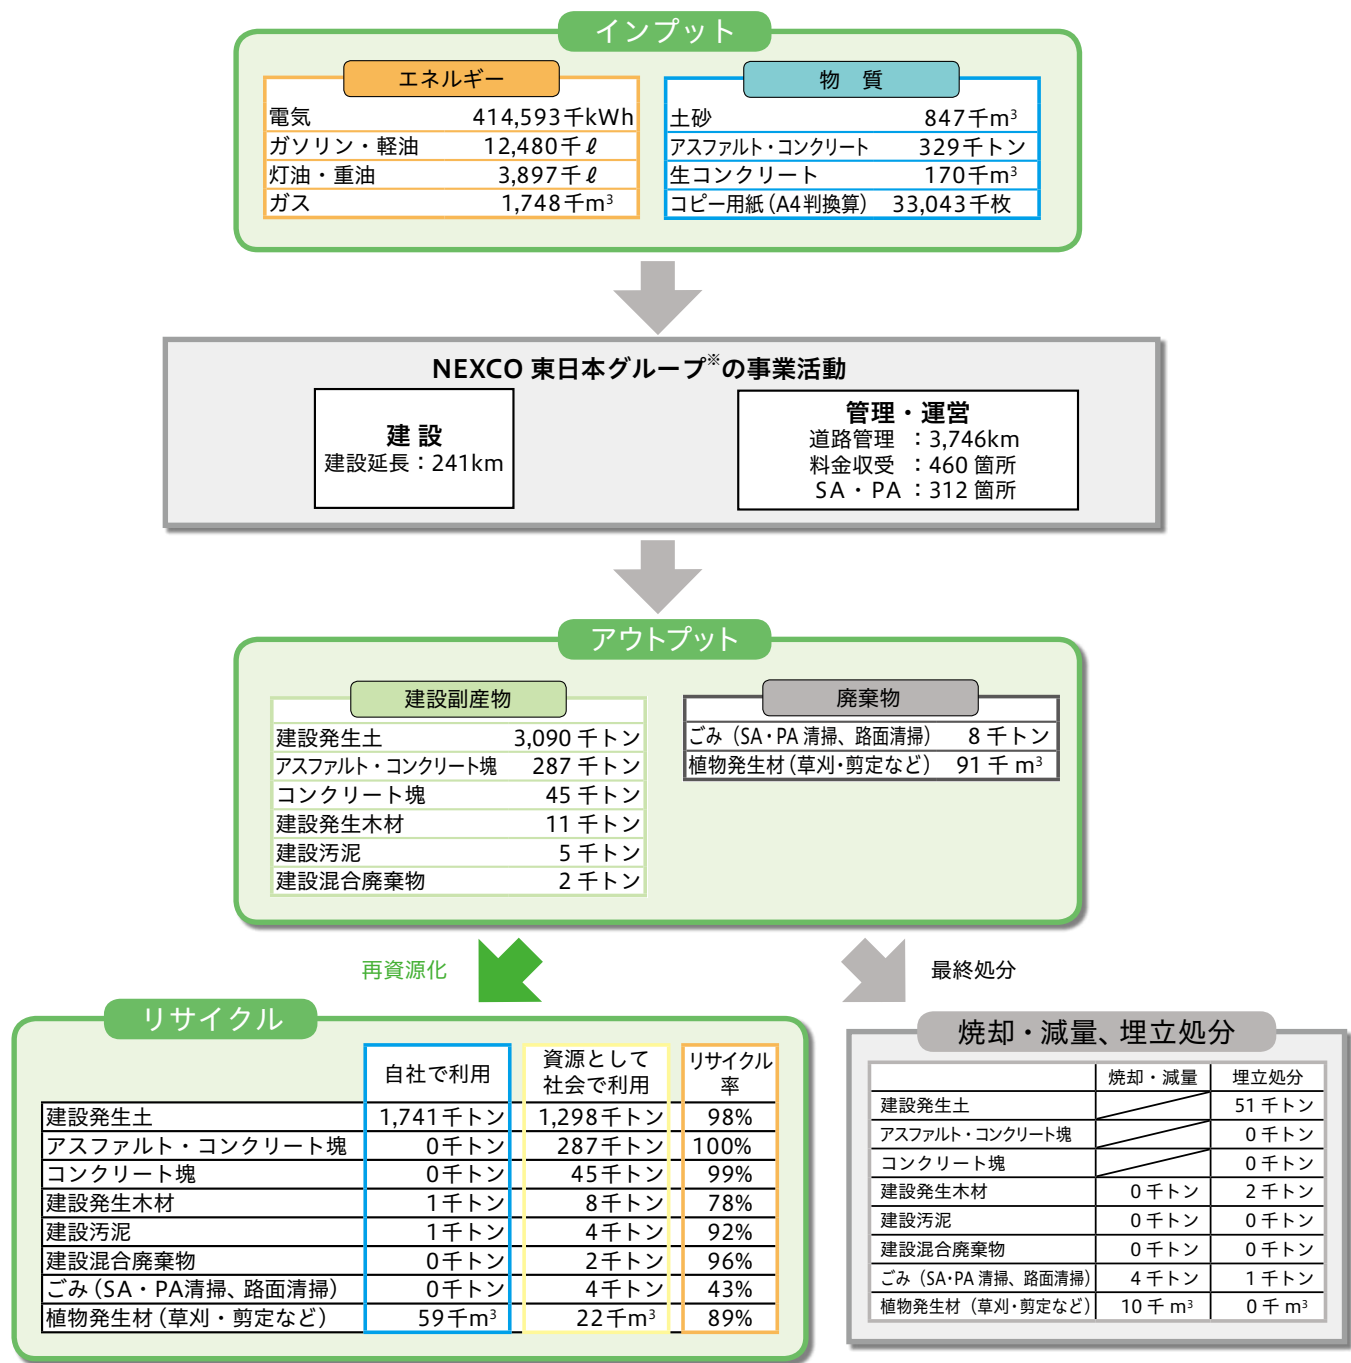 インプット
エネルギー
電気 414,593千kWh
ガソリン・軽油 12,480千ℓ
灯油・重油 3,897千ℓ
ガス 1,748千m³
物 質
土砂 847千m³
アスファルト・コンクリート 329千トン
生コンクリート 170千m³
コピー用紙(A4判換算) 33,043千枚
NEXCO 東日本グループ※の事業活動
建 設
建設延長：241km
管理・運営
道路管理 ：3,746km
料金収受 ：460 箇所
SA・PA ：312 箇所
アウトプット
建設副産物
建設発生土 3,090 千トン
アスファルト・コンクリート塊 287 千トン
コンクリート塊 45 千トン
建設発生木材 11 千トン
建設汚泥 5 千トン
建設混合廃棄物 2 千トン
廃棄物
ごみ（SA・PA 清掃、路面清掃） 8 千トン
植物発生材(草刈・剪定など) 91 千 m³
再資源化
最終処分
リサイクル
自社で利用 資源として社会で利用 リサイクル率
建設発生土 1,741千トン 1,298千トン 98%
アスファルト・コンクリート塊 0千トン 287千トン 100%
コンクリート塊 0千トン 45千トン 99%
建設発生木材 1千トン 8千トン 78%
建設汚泥 1千トン 4千トン 92%
建設混合廃棄物 0千トン 2千トン 96%
ごみ(SA・PA清掃、路面清掃) 0千トン 4千トン 43%
植物発生材(草刈・剪定など) 59千m³ 22千m³ 89%
焼却・減量、埋立処分
焼却・減量 埋立処分
建設発生土 51 千トン
アスファルト・コンクリート塊 0 千トン
コンクリート塊 0 千トン
建設発生木材 0 千トン 2 千トン
建設汚泥 0 千トン 0 千トン
建設混合廃棄物 0 千トン 0 千トン
ごみ（SA・PA 清掃、路面清掃） 4 千トン 1 千トン
植物発生材（草刈・剪定など） 10 千 m³ 0 千 m³